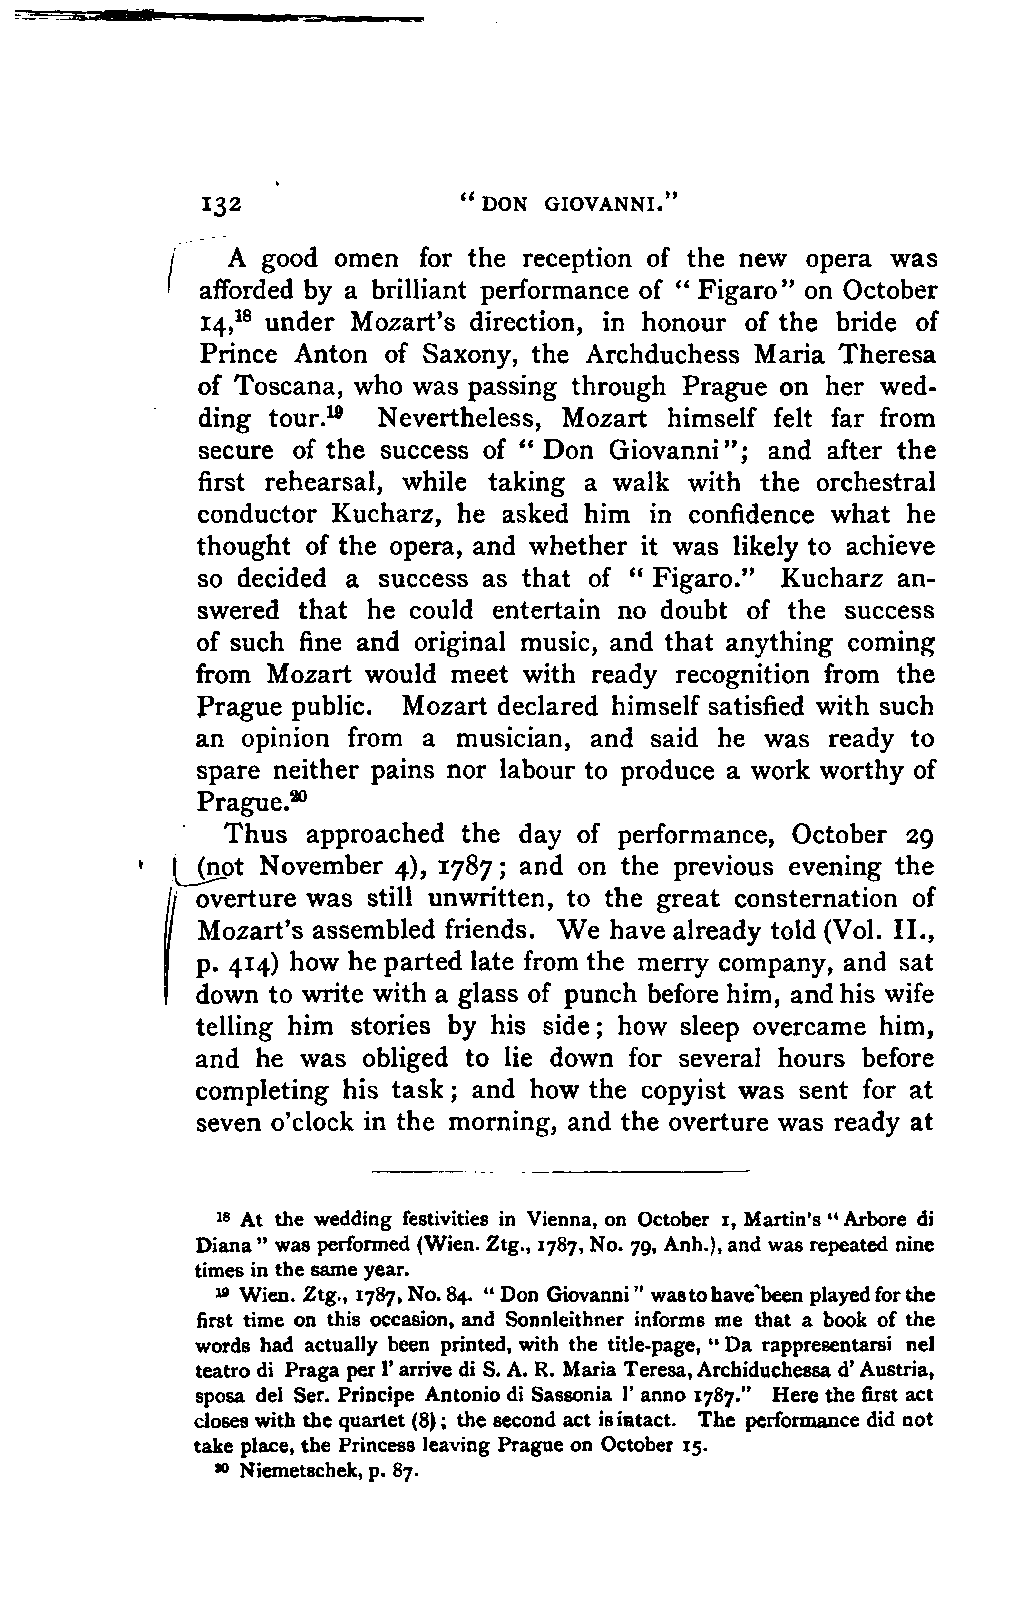 132 "DON GIOVANNI."
A good omen for the reception of the new opera was
afforded by a brilliant performance of "Figaro" on October
14,¹⁸ under Mozart's direction, in honour of the bride of
Prince Anton of Saxony, the Archduchess Maria Theresa
of Toscana, who was passing through Prague on her wed-
ding tour.¹⁹ Nevertheless, Mozart himself felt far from
secure of the success of "Don Giovanni"; and after the
first rehearsal, while taking a walk with the orchestral
conductor Kucharz, he asked him in confidence what he
thought of the opera, and whether it was likely to achieve
so decided a success as that of "Figaro." Kucharz an-
swered that he could entertain no doubt of the success
of such fine and original music, and that anything coming
from Mozart would meet with ready recognition from the
Prague public. Mozart declared himself satisfied with such
an opinion from a musician, and said he was ready to
spare neither pains nor labour to produce a work worthy of
Prague.²⁰
Thus approached the day of performance, October 29
(not November 4), 1787; and on the previous evening the
overture was still unwritten, to the great consternation of
Mozart's assembled friends. We have already told (Vol. II.,
p. 414) how he parted late from the merry company, and sat
down to write with a glass of punch before him, and his wife
telling him stories by his side; how sleep overcame him,
and he was obliged to lie down for several hours before
completing his task; and how the copyist was sent for at
seven o'clock in the morning, and the overture was ready at
¹⁸ At the wedding festivities in Vienna, on October 1, Martin's "Arbore di
Diana" was performed (Wien. Ztg., 1787, No. 79, Anh.), and was repeated nine
times in the same year.
¹⁹ Wien. Ztg., 1787, No. 84. "Don Giovanni" was to have been played for the
first time on this occasion, and Sonnleithner informs me that a book of the
words had actually been printed, with the title-page, "Da rappresentarsi nel
teatro di Praga per l' arrive di S. A. R. Maria Teresa, Archiduchessa d' Austria,
sposa del Ser. Principe Antonio di Sassonia l' anno 1787." Here the first act
closes with the quartet (8); the second act is intact. The performance did not
take place, the Princess leaving Prague on October 15.
²⁰ Niemetschek, p. 87.